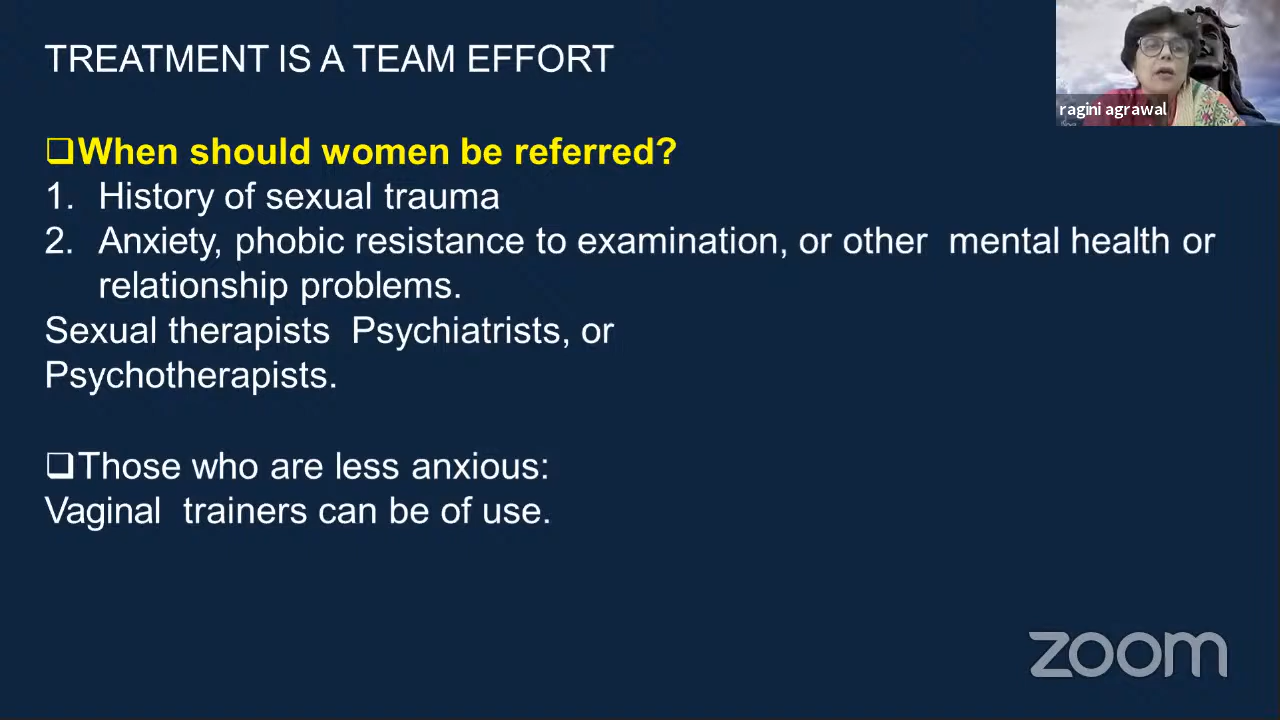 TREATMENT IS A TEAM EFFORT
ragini agrawal
❑When should women be referred?
1. History of sexual trauma
2. Anxiety, phobic resistance to examination, or other mental health or
relationship problems.
Sexual therapists Psychiatrists, or
Psychotherapists.
❑Those who are less anxious:
Vaginal trainers can be of use.
zoom